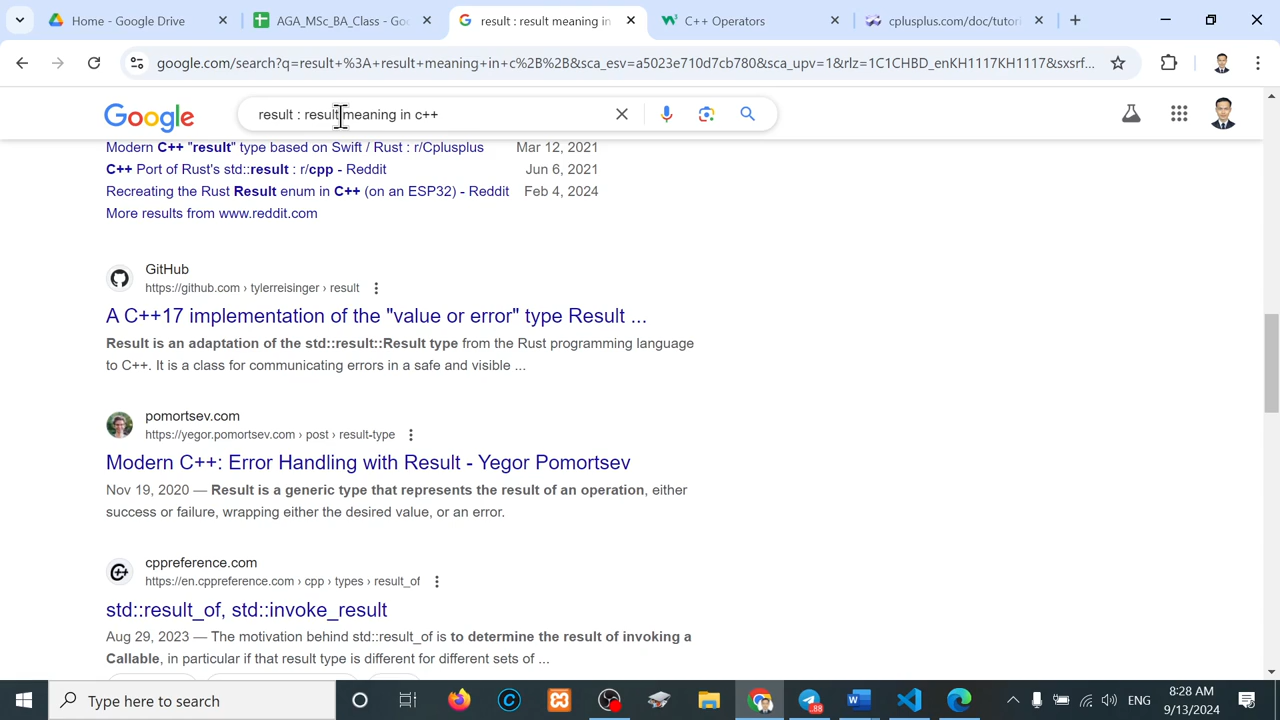 Home - Google Drive
AGA_MSc_BA_Class - Goo
result : result meaning in
C++ Operators
cplusplus.com/doc/tutori
google.com/search?q=result+%3A+result+meaning+in+c%2B%2B&sca_esv=a5023e710d7cb780&sca_upv=1&rlz=1C1CHBD_enKH1117KH1117&sxsrf...
Google
result : result meaning in c++
Modern C++ "result" type based on Swift / Rust : r/Cplusplus Mar 12, 2021
C++ Port of Rust's std::result : r/cpp - Reddit Jun 6, 2021
Recreating the Rust Result enum in C++ (on an ESP32) - Reddit Feb 4, 2024
More results from www.reddit.com
GitHub
https://github.com › tylerreisinger › result
A C++17 implementation of the "value or error" type Result ...
Result is an adaptation of the std::result::Result type from the Rust programming language
to C++. It is a class for communicating errors in a safe and visible ...
pomortsev.com
https://yegor.pomortsev.com › post › result-type
Modern C++: Error Handling with Result - Yegor Pomortsev
Nov 19, 2020 — Result is a generic type that represents the result of an operation, either
success or failure, wrapping either the desired value, or an error.
cppreference.com
https://en.cppreference.com › cpp › types › result_of
std::result_of, std::invoke_result
Aug 29, 2023 — The motivation behind std::result_of is to determine the result of invoking a
Callable, in particular if that result type is different for different sets of ...
Type here to search
88
ENG
8:28 AM
9/13/2024